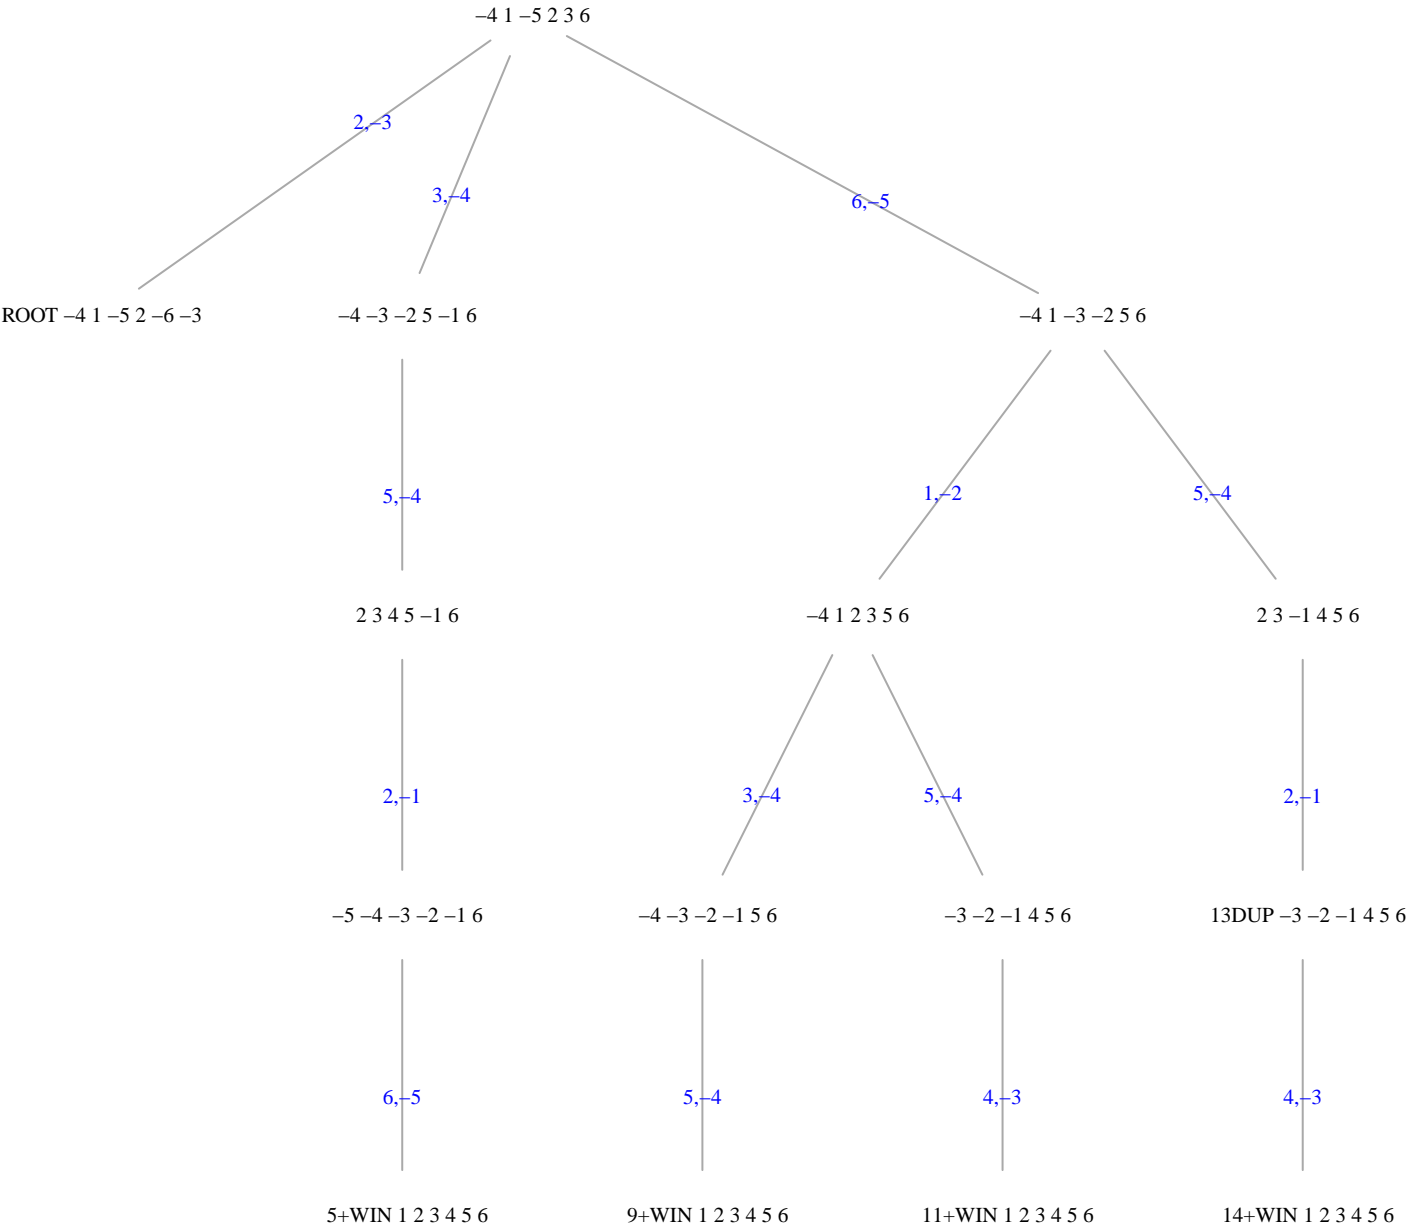 −4 1 −5 2 3 6
2,−3
3,−4
6,−5
ROOT −4 1 −5 2 −6 −3
−4 −3 −2 5 −1 6
−4 1 −3 −2 5 6
5,−4
1,−2
5,−4
2 3 4 5 −1 6
−4 1 2 3 5 6
2 3 −1 4 5 6
2,−1
3,−4
5,−4
2,−1
−5 −4 −3 −2 −1 6
−4 −3 −2 −1 5 6
−3 −2 −1 4 5 6
13DUP −3 −2 −1 4 5 6
6,−5
5,−4
4,−3
4,−3
5+WIN 1 2 3 4 5 6
9+WIN 1 2 3 4 5 6
11+WIN 1 2 3 4 5 6
14+WIN 1 2 3 4 5 6